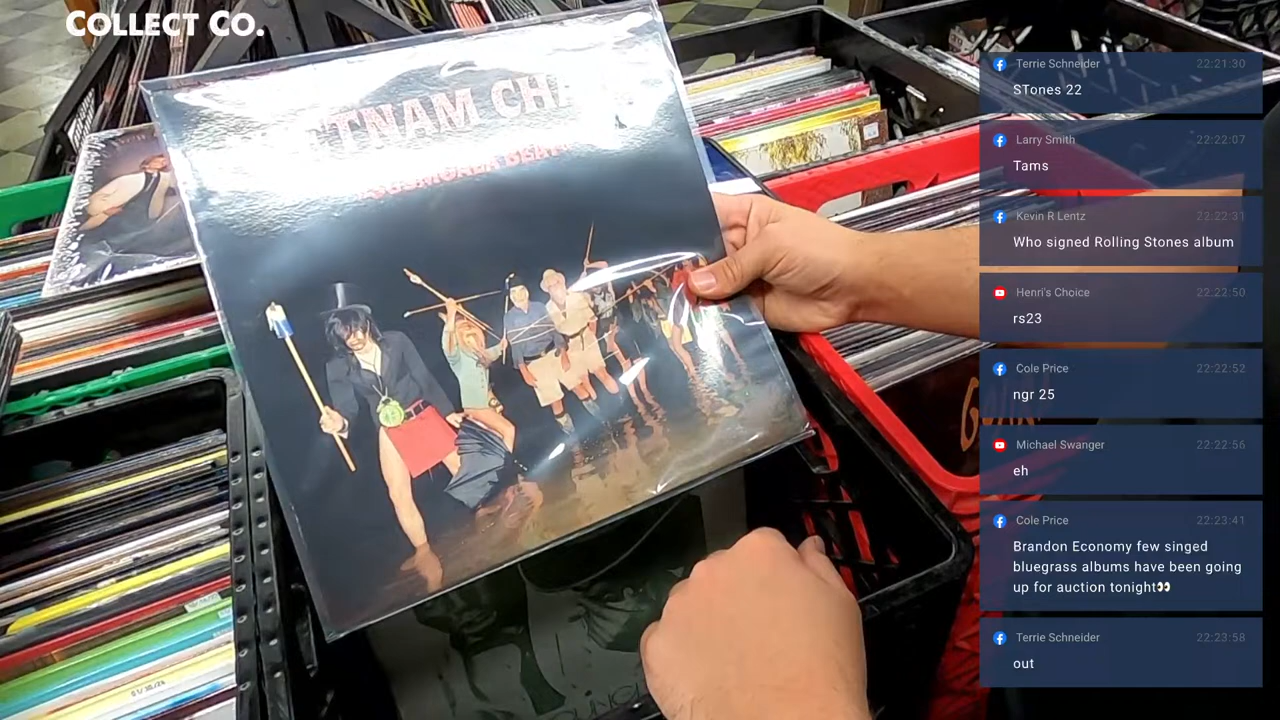 COLLECT CO.
TNAM CH
Terrie Schneider 22:21:30
STones 22
Larry Smith 22:22:07
Tams
Kevin R Lentz 22:22:31
Who signed Rolling Stones album
Henri's Choice 22:22:50
rs23
Cole Price 22:22:52
ngr 25
Michael Swanger 22:22:56
eh
Cole Price 22:23:41
Brandon Economy few singed
bluegrass albums have been going
up for auction tonight👀
Terrie Schneider 22:23:58
out